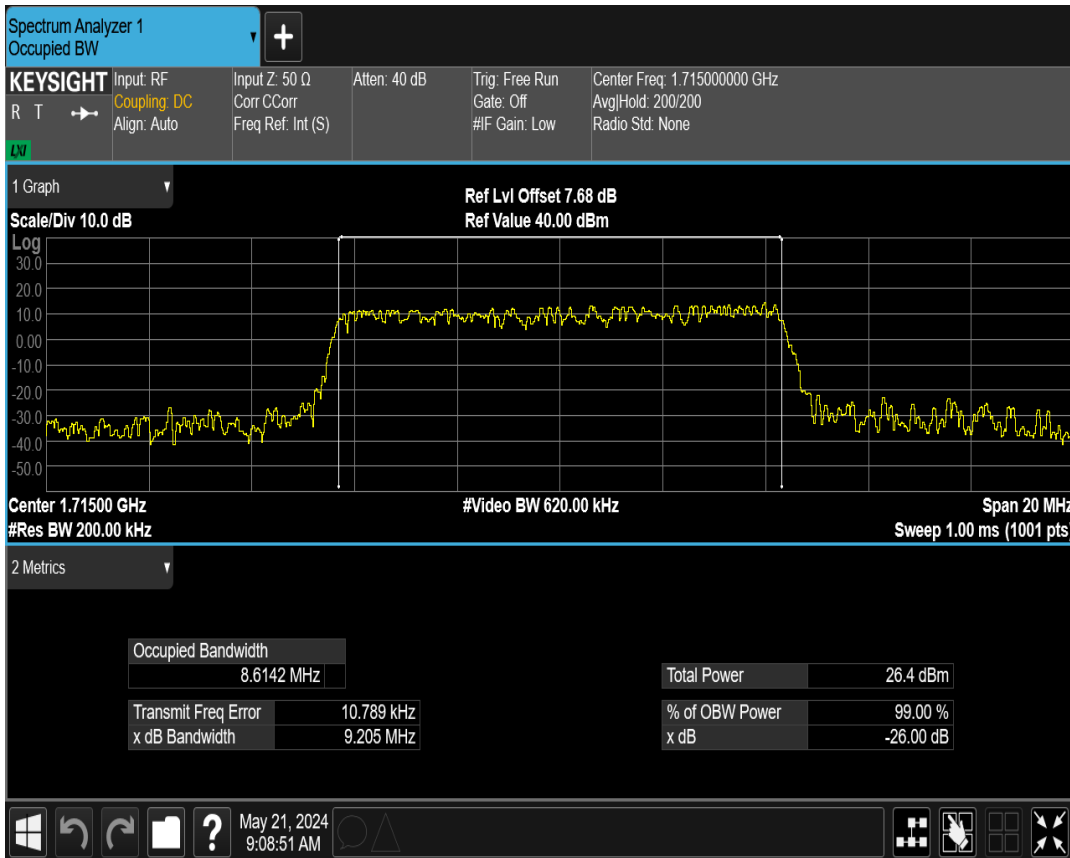 Spectrum Analyzer 1
Occupied BW
KEYSIGHT
R T
LXI
Input: RF
Coupling: DC
Align: Auto
Input Z: 50 Ω
Corr CCorr
Freq Ref: Int (S)
Atten: 40 dB
Trig: Free Run
Gate: Off
#IF Gain: Low
Center Freq: 1.715000000 GHz
Avg|Hold: 200/200
Radio Std: None
1 Graph
Scale/Div 10.0 dB
Ref Lvl Offset 7.68 dB
Ref Value 40.00 dBm
Log
30.0
20.0
10.0
0.00
-10.0
-20.0
-30.0
-40.0
-50.0
Center 1.71500 GHz
#Video BW 620.00 kHz
Span 20 MHz
#Res BW 200.00 kHz
Sweep 1.00 ms (1001 pts)
2 Metrics
Occupied Bandwidth
8.6142 MHz
Total Power 26.4 dBm
Transmit Freq Error 10.789 kHz
% of OBW Power 99.00 %
x dB Bandwidth 9.205 MHz
x dB -26.00 dB
?
May 21, 2024
9:08:51 AM